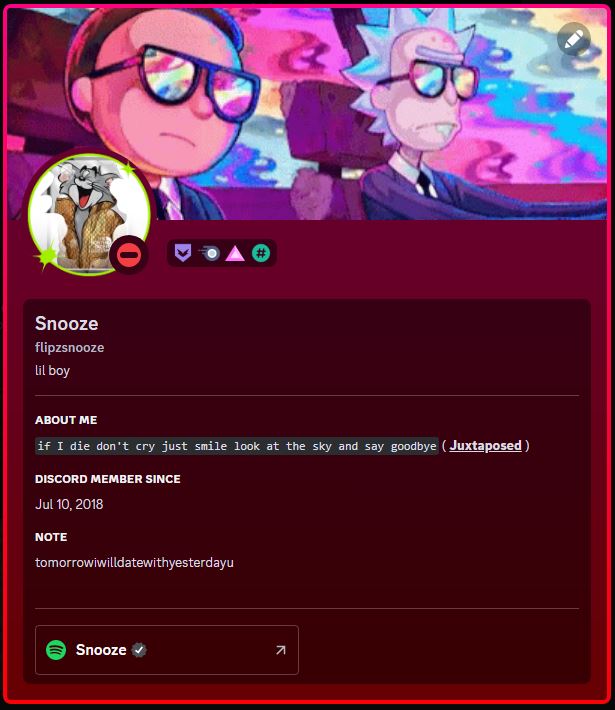 Snooze
flipzsnooze
lil boy
ABOUT ME
if I die don't cry just smile look at the sky and say goodbye ( Juxtaposed )
DISCORD MEMBER SINCE
Jul 10, 2018
NOTE
tomorrowiwilldatewithyesterdayu
Snooze